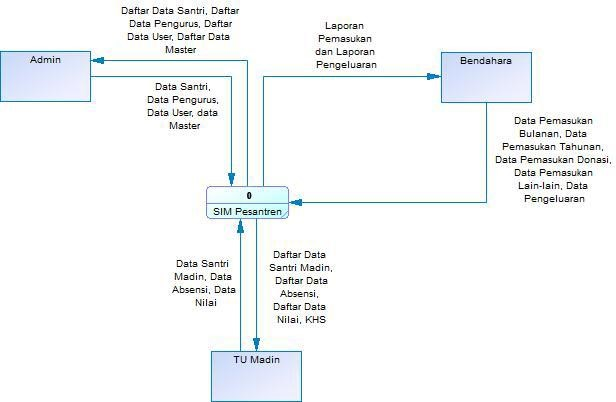 Daftar Data Santri, Daftar
Data Pengurus, Daftar
Data User, Daftar Data
Master
Laporan
Pemasukan
dan Laporan
Pengeluaran
Admin
Bendahara
Data Santri,
Data Pengurus,
Data User, data
Master
Data Pemasukan
Bulanan, Data
Pemasukan Tahunan,
Data Pemasukan Donasi,
Data Pemasukan
Lain-lain, Data
Pengeluaran
0
SIM Pesantren
Data Santri
Madin, Data
Absensi, Data
Nilai
Daftar Data
Santri Madin,
Daftar Data
Absensi,
Daftar Data
Nilai, KHS
TU Madin